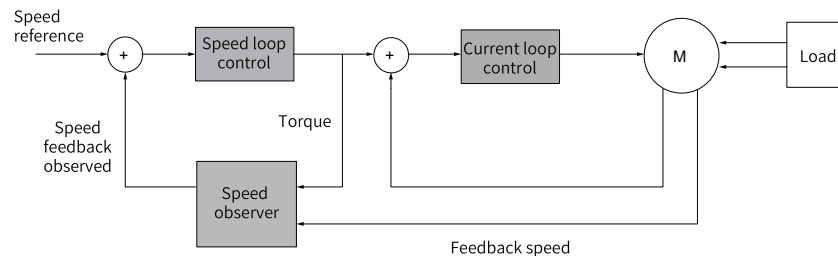 Speed
reference
+
Speed loop
control
+
Current loop
control
M
Load
Speed
feedback
observed
Torque
Speed
observer
Feedback speed